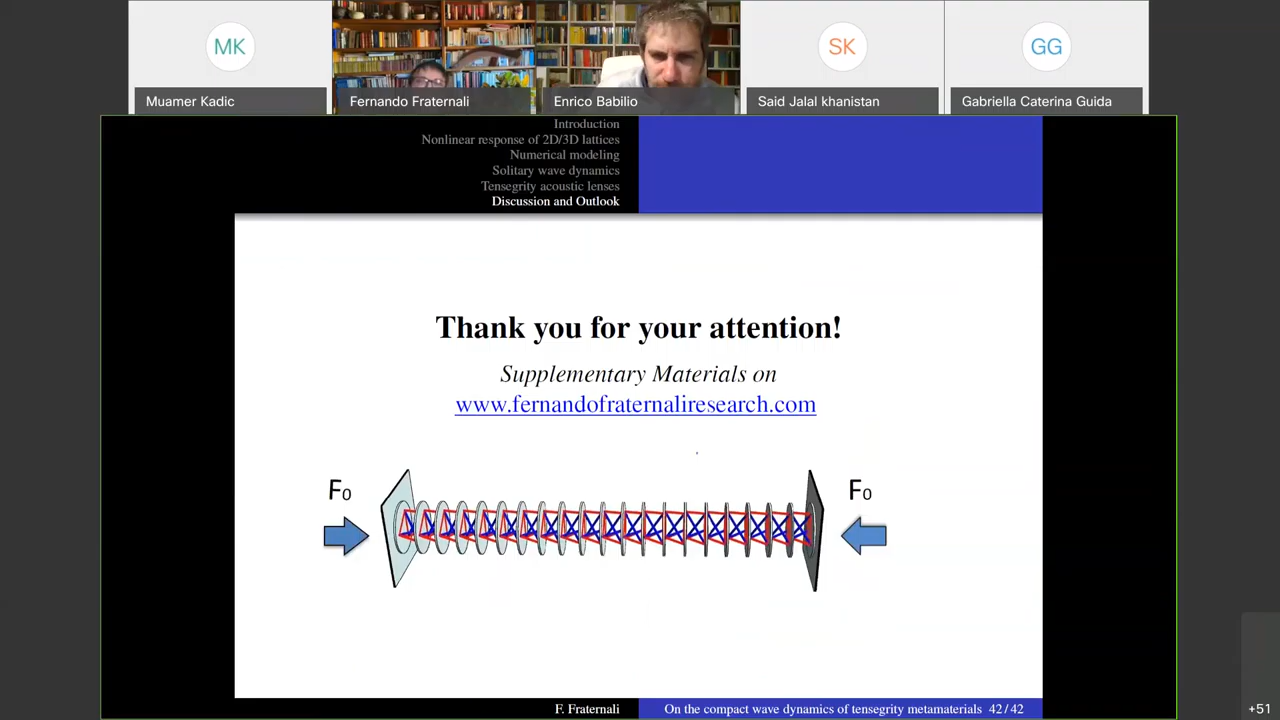 MK
SK
GG
Muamer Kadic
Fernando Fraternali
Enrico Babilio
Said Jalal khanistan
Gabriella Caterina Guida
Introduction
Nonlinear response of 2D/3D lattices
Numerical modeling
Solitary wave dynamics
Tensegrity acoustic lenses
Discussion and Outlook
Thank you for your attention!
Supplementary Materials on
www.fernandofraternaliresearch.com
F0
F0
F. Fraternali
On the compact wave dynamics of tensegrity metamaterials 42/42
+51